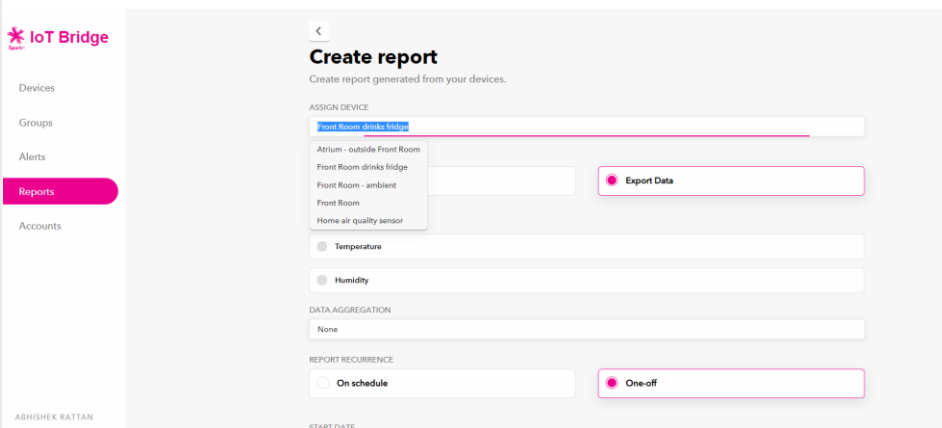 Spark
IoT Bridge
Devices
Groups
Alerts
Reports
Accounts
ABHISHEK RATTAN
Create report
Create report generated from your devices.
ASSIGN DEVICE
Front Room drinks fridge
Atrium - outside Front Room
Front Room drinks fridge
Front Room - ambient
Front Room
Home air quality sensor
Export Data
Temperature
Humidity
DATA AGGREGATION
None
REPORT RECURRENCE
On schedule
One-off
START DATE